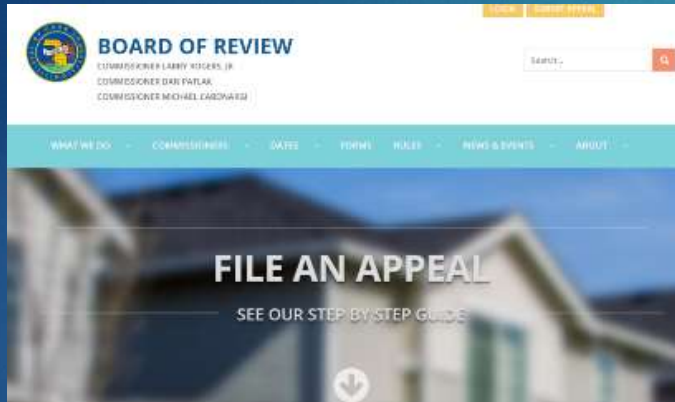 LOGIN SUBMIT APPEAL
BOARD OF REVIEW
COMMISSIONER LARRY ROGERS, JR
COMMISSIONER DAN PATLAK
COMMISSIONER MICHAEL CABONARGI
Search...
WHAT WE DO COMMISSIONERS DATES FORMS RULES NEWS & EVENTS ABOUT
FILE AN APPEAL
SEE OUR STEP BY STEP GUIDE